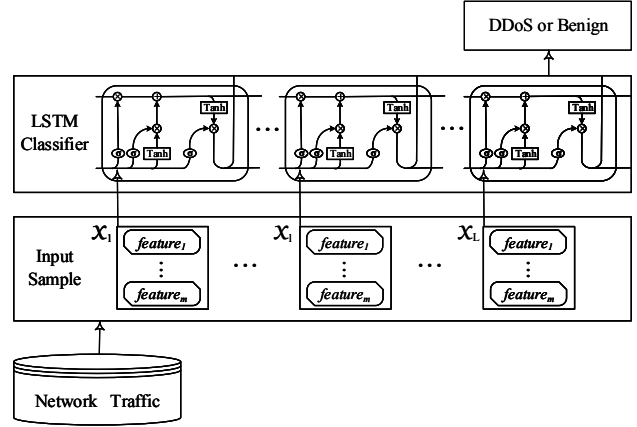 DDoS or Benign
LSTM
Classifier
Tanh
Tanh
σ σ σ
...
Tanh
Tanh
σ σ σ
...
Tanh
Tanh
σ σ σ
Input
Sample
x1
feature1
⋮
featurem
...
xl
feature1
⋮
featurem
...
xL
feature1
⋮
featurem
Network Traffic